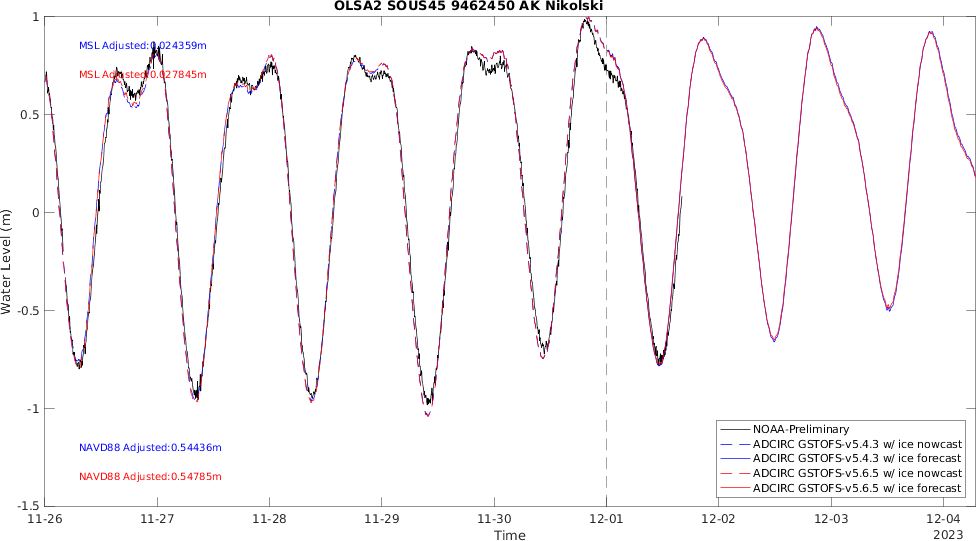 OLSA2 SOUS45 9462450 AK Nikolski
MSL Adjusted:0.024359m
MSL Adjusted:0.027845m
NAVD88 Adjusted:0.54436m
NAVD88 Adjusted:0.54785m
Water Level (m)
1
0.5
0
-0.5
-1
-1.5
NOAA-Preliminary
ADCIRC GSTOFS-v5.4.3 w/ ice nowcast
ADCIRC GSTOFS-v5.4.3 w/ ice forecast
ADCIRC GSTOFS-v5.6.5 w/ ice nowcast
ADCIRC GSTOFS-v5.6.5 w/ ice forecast
11-26 11-27 11-28 11-29 11-30 12-01 12-02 12-03 12-04
Time
2023